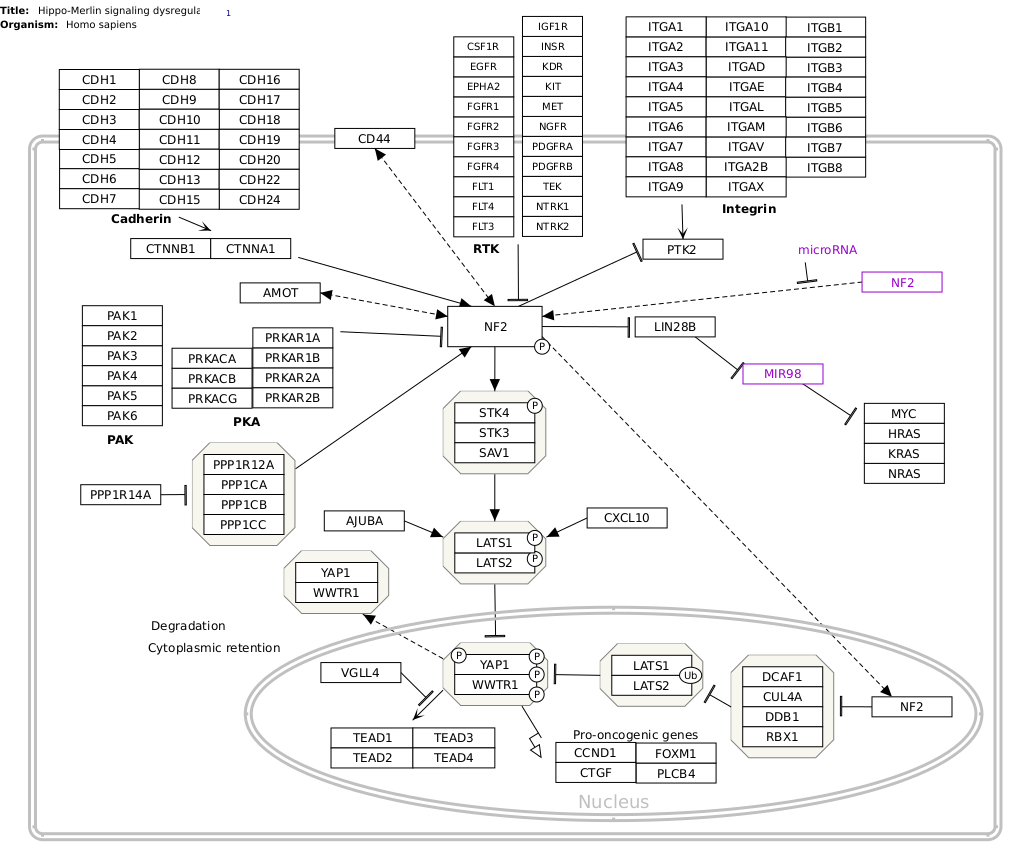 Title: Hippo-Merlin signaling dysregula
1
Organism: Homo sapiens
CDH1 CDH8 CDH16
CDH2 CDH9 CDH17
CDH3 CDH10 CDH18
CDH4 CDH11 CDH19
CDH5 CDH12 CDH20
CDH6 CDH13 CDH22
CDH7 CDH15 CDH24
Cadherin
CTNNB1 CTNNA1
CD44
CSF1R
EGFR
EPHA2
FGFR1
FGFR2
FGFR3
FGFR4
FLT1
FLT4
FLT3
IGF1R
INSR
KDR
KIT
MET
NGFR
PDGFRA
PDGFRB
TEK
NTRK1
NTRK2
RTK
ITGA1 ITGA10 ITGB1
ITGA2 ITGA11 ITGB2
ITGA3 ITGAD ITGB3
ITGA4 ITGAE ITGB4
ITGA5 ITGAL ITGB5
ITGA6 ITGAM ITGB6
ITGA7 ITGAV ITGB7
ITGA8 ITGA2B ITGB8
ITGA9 ITGAX
Integrin
PTK2
microRNA
NF2
AMOT
NF2
P
LIN28B
MIR98
MYC
HRAS
KRAS
NRAS
PAK1
PAK2
PAK3
PAK4
PAK5
PAK6
PAK
PRKACA
PRKACB
PRKACG
PRKAR1A
PRKAR1B
PRKAR2A
PRKAR2B
PKA
STK4
P
STK3
SAV1
PPP1R14A
PPP1R12A
PPP1CA
PPP1CB
PPP1CC
AJUBA
CXCL10
LATS1
P
LATS2
P
YAP1
WWTR1
Degradation
Cytoplasmic retention
VGLL4
P
YAP1
P
WWTR1
P
P
LATS1
LATS2
Ub
DCAF1
CUL4A
DDB1
RBX1
NF2
TEAD1 TEAD3
TEAD2 TEAD4
Pro-oncogenic genes
CCND1 FOXM1
CTGF PLCB4
Nucleus